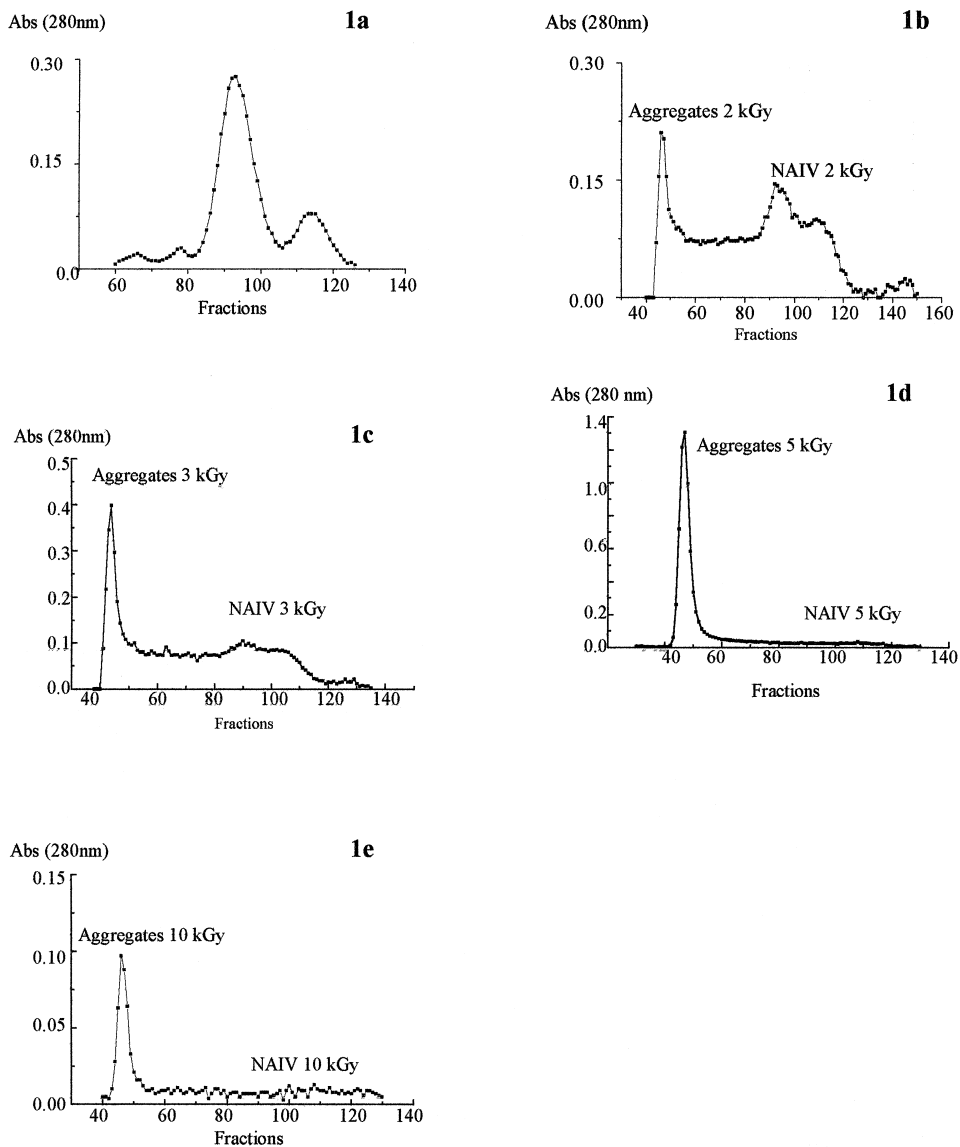 Abs (280nm)
1a
0.30
0.15
0.0
60 80 100 120 140
Fractions
Abs (280nm)
1b
0.30
Aggregates 2 kGy
NAIV 2 kGy
0.15
0.00
40 60 80 100 120 140 160
Fractions
Abs (280nm)
1c
0.5
Aggregates 3 kGy
0.4
0.3
0.2
NAIV 3 kGy
0.1
0.0
40 60 80 100 120
Fractions
Abs (280 nm)
1d
1.4
Aggregates 5 kGy
1.0
0.6
0.2
NAIV 5 kGy
0.0
40 60 80 100 120 140
Fractions
Abs (280nm)
1e
0.15
Aggregates 10 kGy
0.10
0.05
NAIV 10 kGy
0.00
40 60 80 100 120 140
Fractions